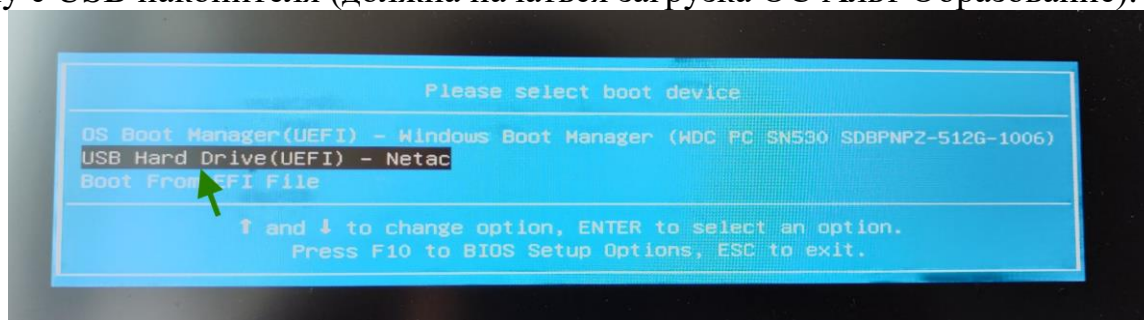 с USB накопителя (должна начаться загрузка ОС Альт Образование).
Please select boot device
OS Boot Manager(UEFI) - Windows Boot Manager (WDC PC SN530 SDBPNPZ-512G-1006)
USB Hard Drive(UEFI) - Netac
Boot From EFI File
↑ and ↓ to change option, ENTER to select an option.
Press F10 to BIOS Setup Options, ESC to exit.